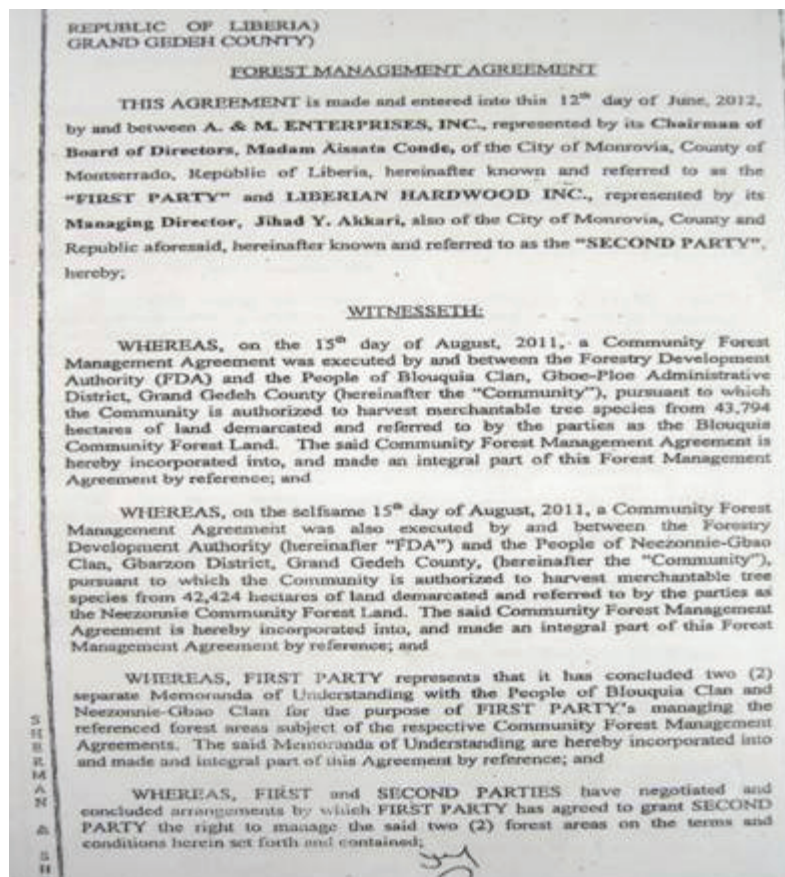 REPUBLIC OF LIBERIA)
GRAND GEDEH COUNTY)
FOREST MANAGEMENT AGREEMENT
THIS AGREEMENT is made and entered into this 12th day of June, 2012,
by and between A. & M. ENTERPRISES, INC., represented by its Chairman of
Board of Directors, Madam Aissata Conde, of the City of Monrovia, County of
Montserrado, Republic of Liberia, hereinafter known and referred to as the
"FIRST PARTY" and LIBERIAN HARDWOOD INC., represented by its
Managing Director, Jihad Y. Akkari, also of the City of Monrovia, County and
Republic aforesaid, hereinafter known and referred to as the "SECOND PARTY",
hereby;
WITNESSETH:
WHEREAS, on the 15th day of August, 2011, a Community Forest
Management Agreement was executed by and between the Forestry Development
Authority (FDA) and the People of Blouquia Clan, Gboe-Ploe Administrative
District, Grand Gedeh County (hereinafter the "Community"), pursuant to which
the Community is authorized to harvest merchantable tree species from 43,794
hectares of land demarcated and referred to by the parties as the Blouquia
Community Forest Land. The said Community Forest Management Agreement is
hereby incorporated into, and made an integral part of this Forest Management
Agreement by reference; and
WHEREAS, on the selfsame 15th day of August, 2011, a Community Forest
Management Agreement was also executed by and between the Forestry
Development Authority (hereinafter "FDA") and the People of Neezonnie-Gbao
Clan, Gbarzon District, Grand Gedeh County, (hereinafter the "Community"),
pursuant to which the Community is authorized to harvest merchantable tree
species from 42,424 hectares of land demarcated and referred to by the parties as
the Neezonnie Community Forest Land. The said Community Forest Management
Agreement is hereby incorporated into, and made an integral part of this Forest
Management Agreement by reference; and
WHEREAS, FIRST PARTY represents that it has concluded two (2)
separate Memoranda of Understanding with the People of Blouquia Clan and
Neezonnie-Gbao Clan for the purpose of FIRST PARTY's managing the
referenced forest areas subject of the respective Community Forest Management
Agreements. The said Memoranda of Understanding are hereby incorporated into
and made and integral part of this Agreement by reference; and
WHEREAS, FIRST and SECOND PARTIES have negotiated and
concluded arrangements by which FIRST PARTY has agreed to grant SECOND
PARTY the right to manage the said two (2) forest areas on the terms and
conditions herein set forth and contained;
SHERMAN & SH